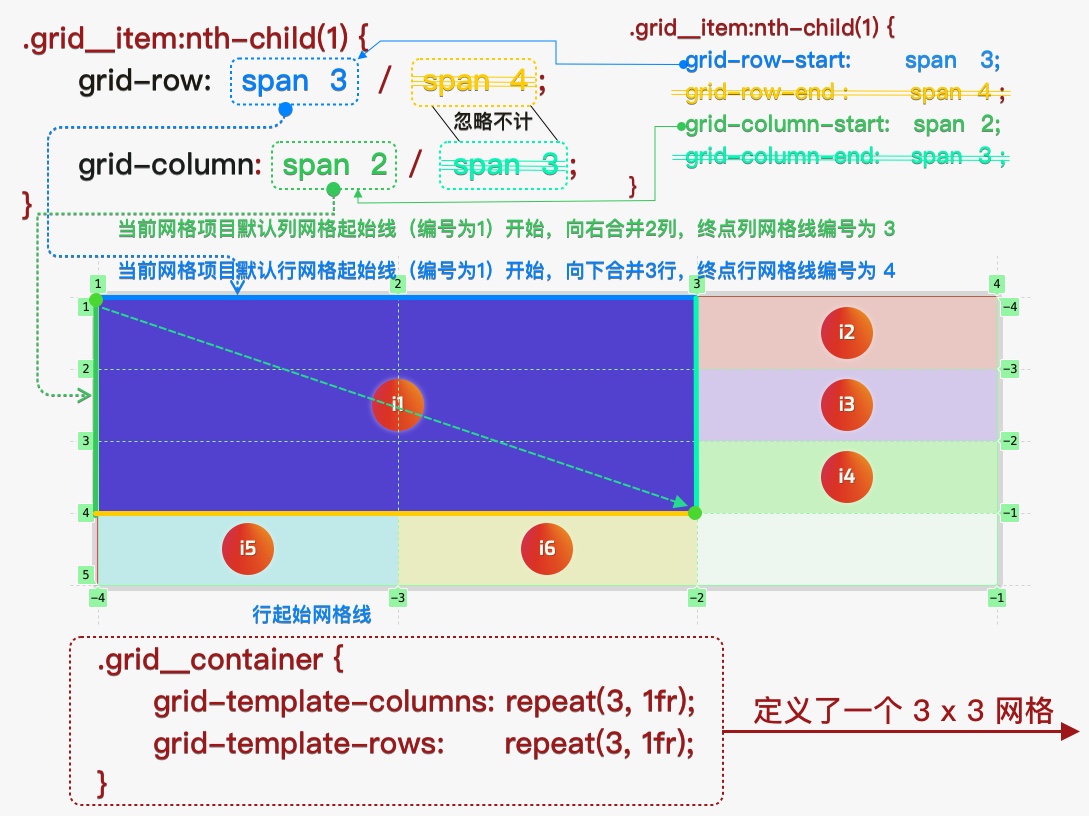 .grid__item:nth-child(1) {
grid-row: span 3 / span 4 ;
忽略不计
grid-column: span 2 / span 3 ;
}
.grid__item:nth-child(1) {
grid-row-start: span 3;
grid-row-end : span 4 ;
grid-column-start: span 2;
grid-column-end: span 3 ;
}
当前网格项目默认列网格起始线（编号为1）开始，向右合并2列，终点列网格线编号为 3
当前网格项目默认行网格起始线（编号为1）开始，向下合并3行，终点行网格线编号为 4
1 2 3 4
1 -4
i2
2 -3
i1 i3
3 -2
i4
4 -1
i5 i6
5
-4 -3 -2 -1
行起始网格线
.grid__container {
grid-template-columns: repeat(3, 1fr);
grid-template-rows: repeat(3, 1fr);
}
定义了一个 3 x 3 网格